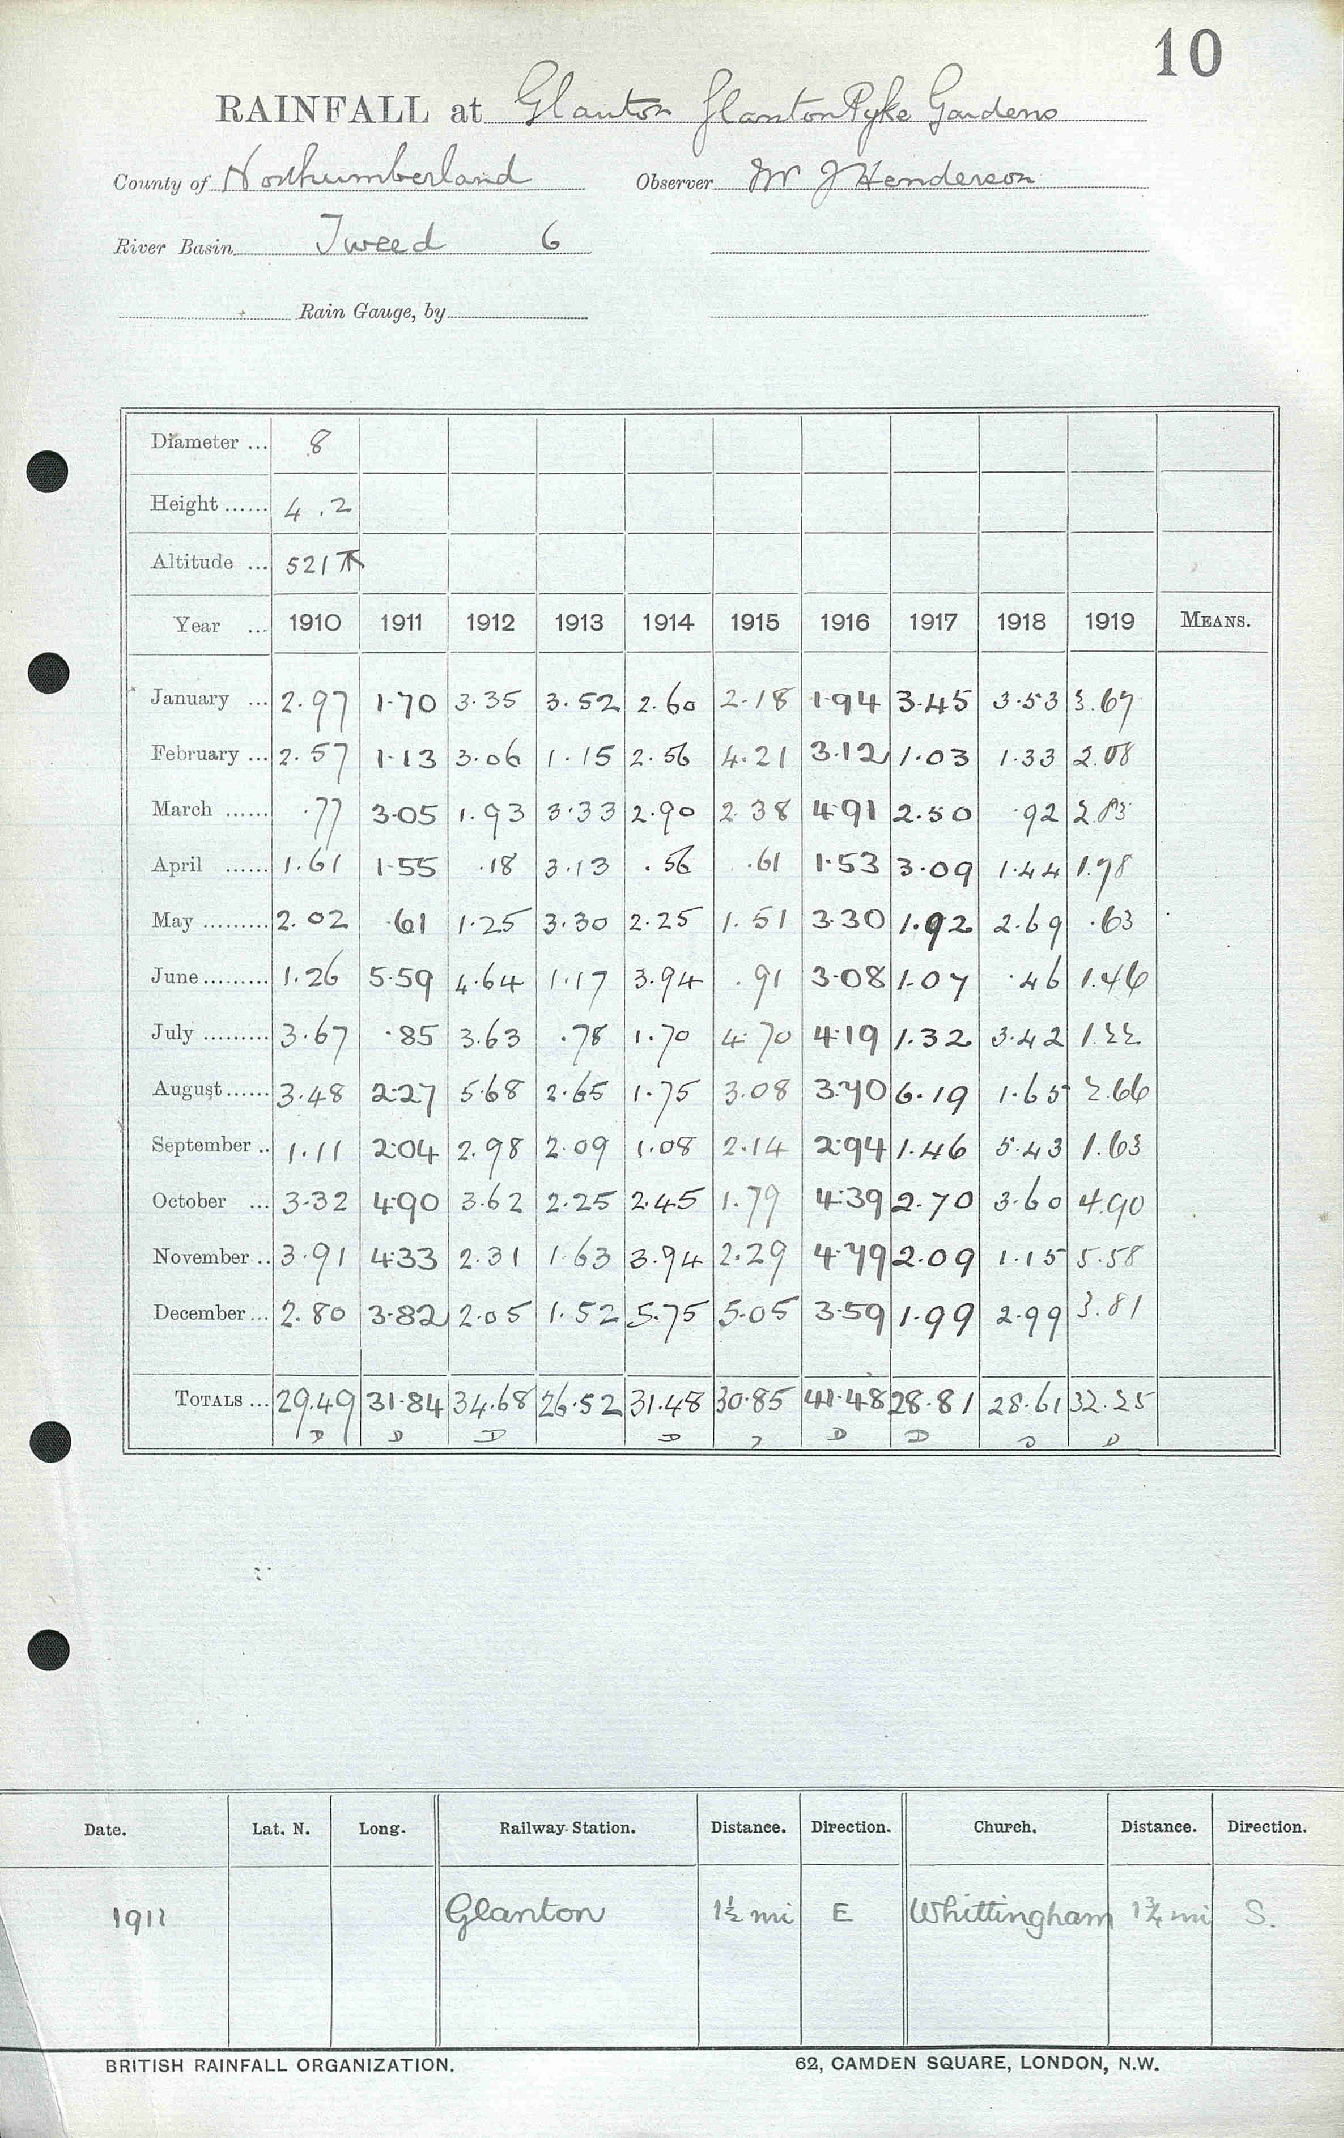 10
RAINFALL at Glanton Glanton Pyke Gardens
County of Northumberland Observer Mr J Henderson
River Basin Tweed 6
Rain Gauge, by
Diameter ... 8
Height ...... 4 . 2
Altitude ... 521
Year ... 1910 1911 1912 1913 1914 1915 1916 1917 1918 1919 MEANS.
January ... 2.97 1.70 3.35 3.52 2.60 2.18 1.94 3.45 3.53 3.67
February ... 2.57 1.13 3.06 1.15 2.56 4.21 3.12 1.03 1.33 2.08
March ...... .77 3.05 1.93 3.33 2.90 2.38 4.91 2.50 .92 2.83
April ...... 1.61 1.55 .18 3.13 .56 .61 1.53 3.09 1.44 1.78
May ......... 2.02 .61 1.25 3.30 2.25 1.51 3.30 1.92 2.69 .63
June ......... 1.26 5.59 4.64 1.17 3.94 .91 3.08 1.07 .46 1.46
July ......... 3.67 .85 3.63 .78 1.70 4.70 4.19 1.32 3.42 1.22
August ...... 3.48 2.27 5.68 2.65 1.75 3.08 3.70 6.19 1.65 2.66
September .. 1.11 2.04 2.98 2.09 1.08 2.14 2.94 1.46 5.43 1.63
October ... 3.32 4.90 3.62 2.25 2.45 1.79 4.39 2.70 3.60 4.90
November .. 3.91 4.33 2.31 1.63 3.94 2.29 4.79 2.09 1.15 5.58
December ... 2.80 3.82 2.05 1.52 5.75 5.05 3.59 1.99 2.99 3.81
TOTALS ... 29.49 31.84 34.68 26.52 31.48 30.85 41.48 28.81 28.61 32.25
D D D D D D D D D
Date. Lat. N. Long. Railway Station. Distance. Direction. Church. Distance. Direction.
1911 Glanton 1½ mi E Whittingham 1¾ mi S.
BRITISH RAINFALL ORGANIZATION. 62, CAMDEN SQUARE, LONDON, N.W.